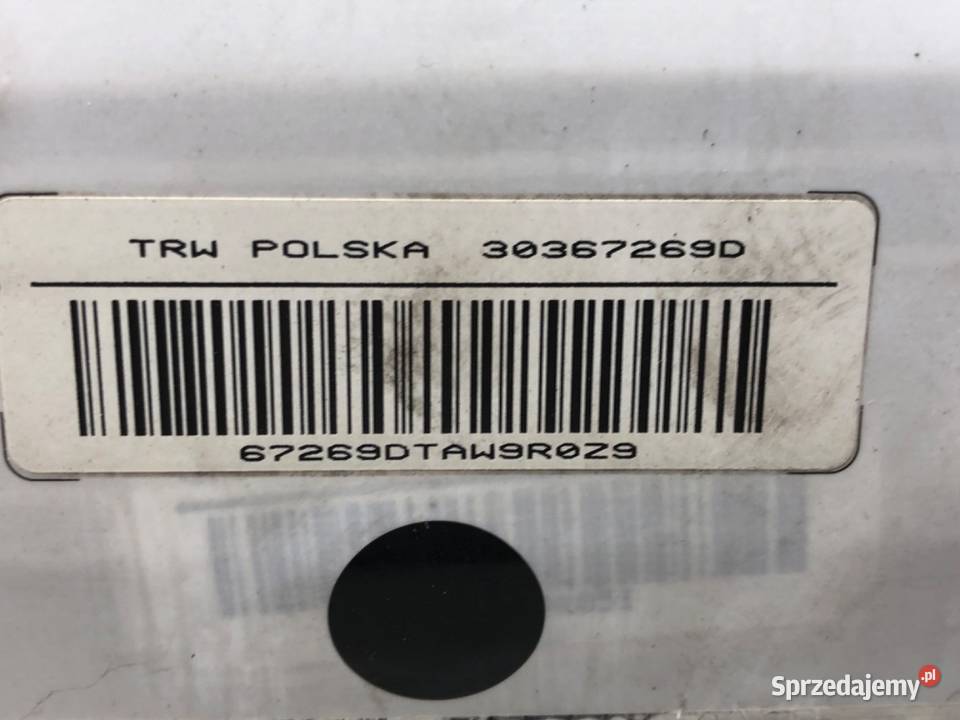 TRW POLSKA 30367269D
67269DTAW9R0Z9
Sprzedajemy.pl